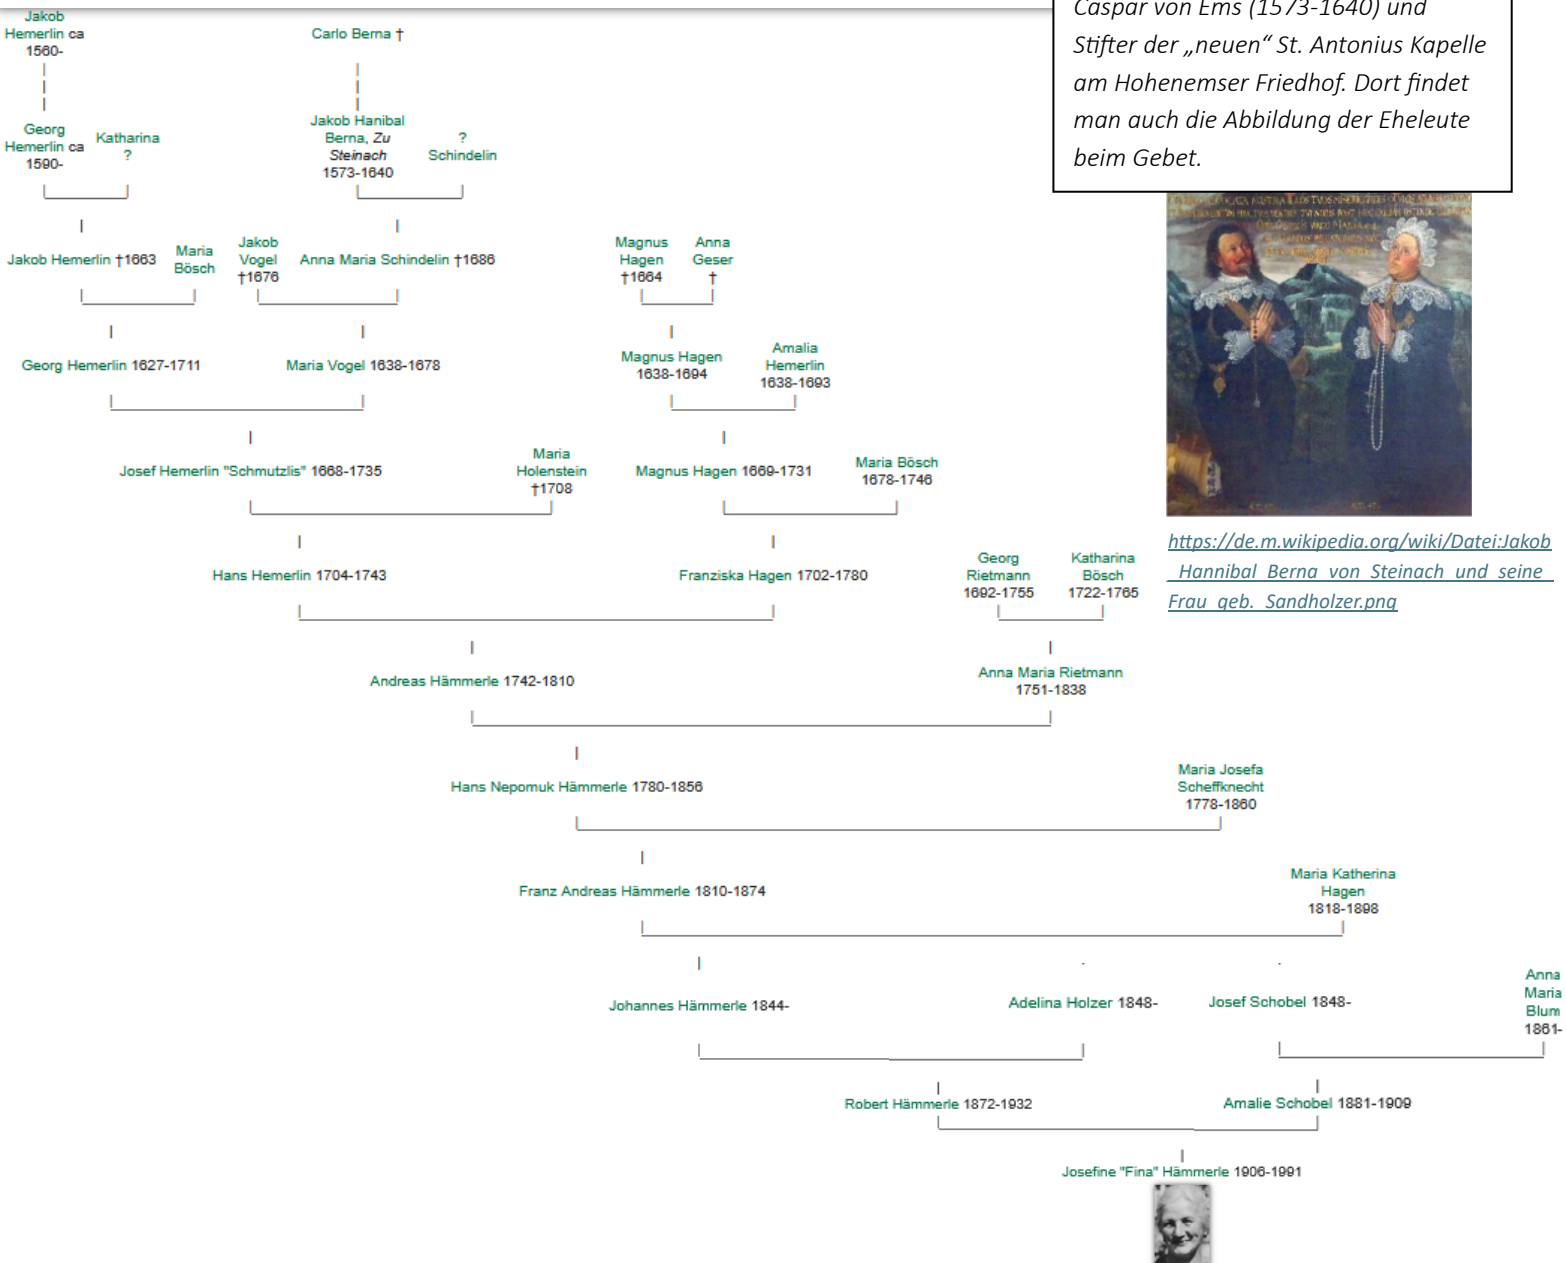 Caspar von Ems (1573-1640) und
Stifter der „neuen“ St. Antonius Kapelle
am Hohenemser Friedhof. Dort findet
man auch die Abbildung der Eheleute
beim Gebet.
Jakob
Hemerlin ca
1560-
Carlo Berna †
Georg
Hemerlin ca
1590-
Katharina
?
Jakob Hanibal
Berna, Zu
Steinach
1573-1640
?
Schindelin
Jakob Hemerlin †1663
Maria
Bösch
Jakob
Vogel
†1676
Anna Maria Schindelin †1686
Magnus
Hagen
†1664
Anna
Geser
†
Georg Hemerlin 1627-1711
Maria Vogel 1638-1678
Magnus Hagen
1638-1694
Amalia
Hemerlin
1638-1693
Josef Hemerlin "Schmutzlis" 1668-1735
Maria
Holenstein
†1708
Magnus Hagen 1669-1731
Maria Bösch
1678-1746
Hans Hemerlin 1704-1743
Franziska Hagen 1702-1780
Georg
Rietmann
1692-1755
Katharina
Bösch
1722-1765
https://de.m.wikipedia.org/wiki/Datei:Jakob
_Hannibal_Berna_von_Steinach_und_seine_
Frau_geb._Sandholzer.png
Andreas Hämmerle 1742-1810
Anna Maria Rietmann
1751-1838
Hans Nepomuk Hämmerle 1780-1856
Maria Josefa
Scheffknecht
1778-1860
Franz Andreas Hämmerle 1810-1874
Maria Katherina
Hagen
1818-1898
Johannes Hämmerle 1844-
Adelina Holzer 1848-
Josef Schobel 1848-
Anna
Maria
Blum
1861-
Robert Hämmerle 1872-1932
Amalie Schobel 1881-1909
Josefine "Fina" Hämmerle 1906-1991